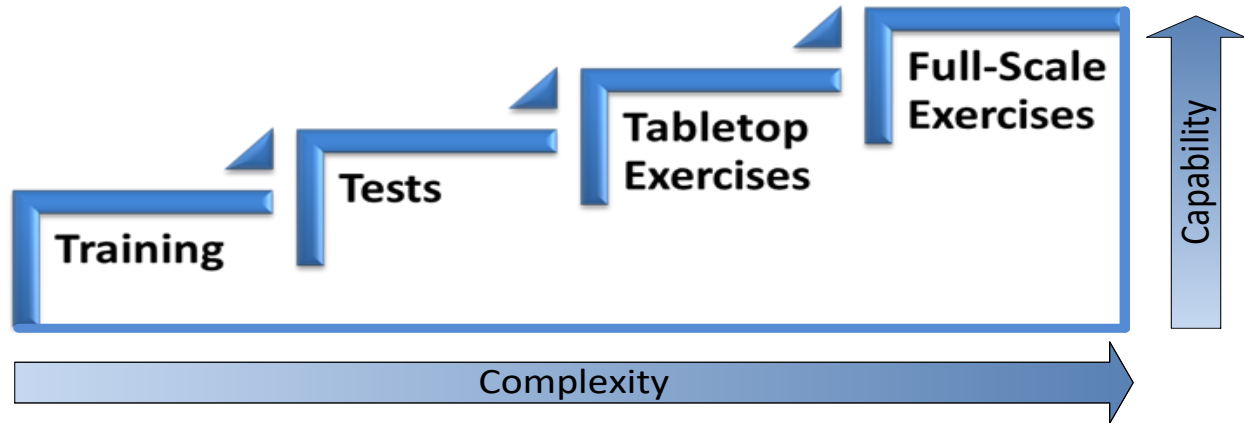 Training
Tests
Tabletop
Exercises
Full-Scale
Exercises
Capability
Complexity